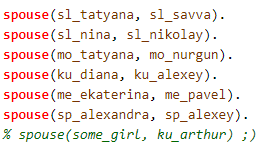 spouse(sl_tatyana, sl_savva).
spouse(sl_nina, sl_nikolay).
spouse(mo_tatyana, mo_nurgun).
spouse(ku_diana, ku_alexey).
spouse(me_ekaterina, me_pavel).
spouse(sp_alexandra, sp_alexey).
% spouse(some_girl, ku_arthur) ;)